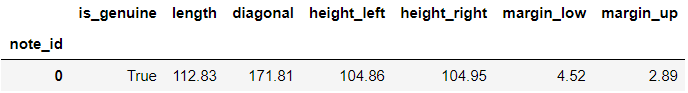 is_genuine length diagonal height_left height_right margin_low margin_up
note_id
0 True 112.83 171.81 104.86 104.95 4.52 2.89